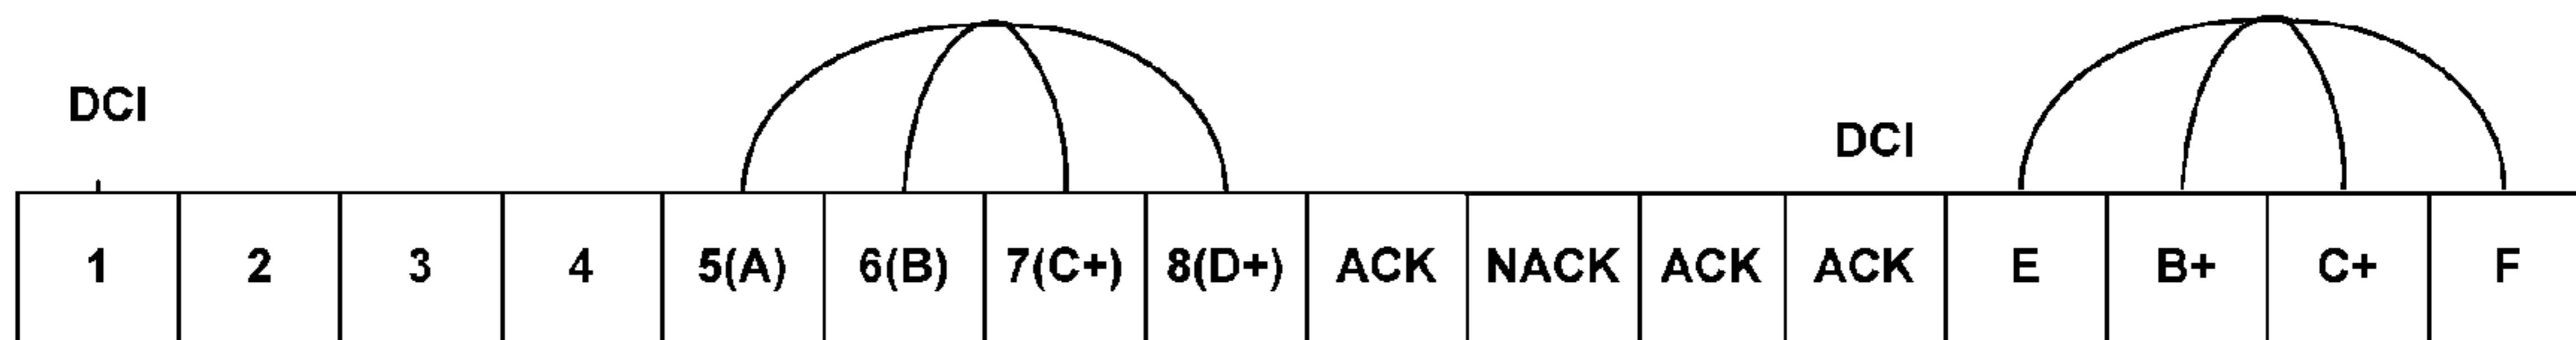 DCI
DCI
1 2 3 4 5(A) 6(B) 7(C+) 8(D+) ACK NACK ACK ACK E B+ C+ F